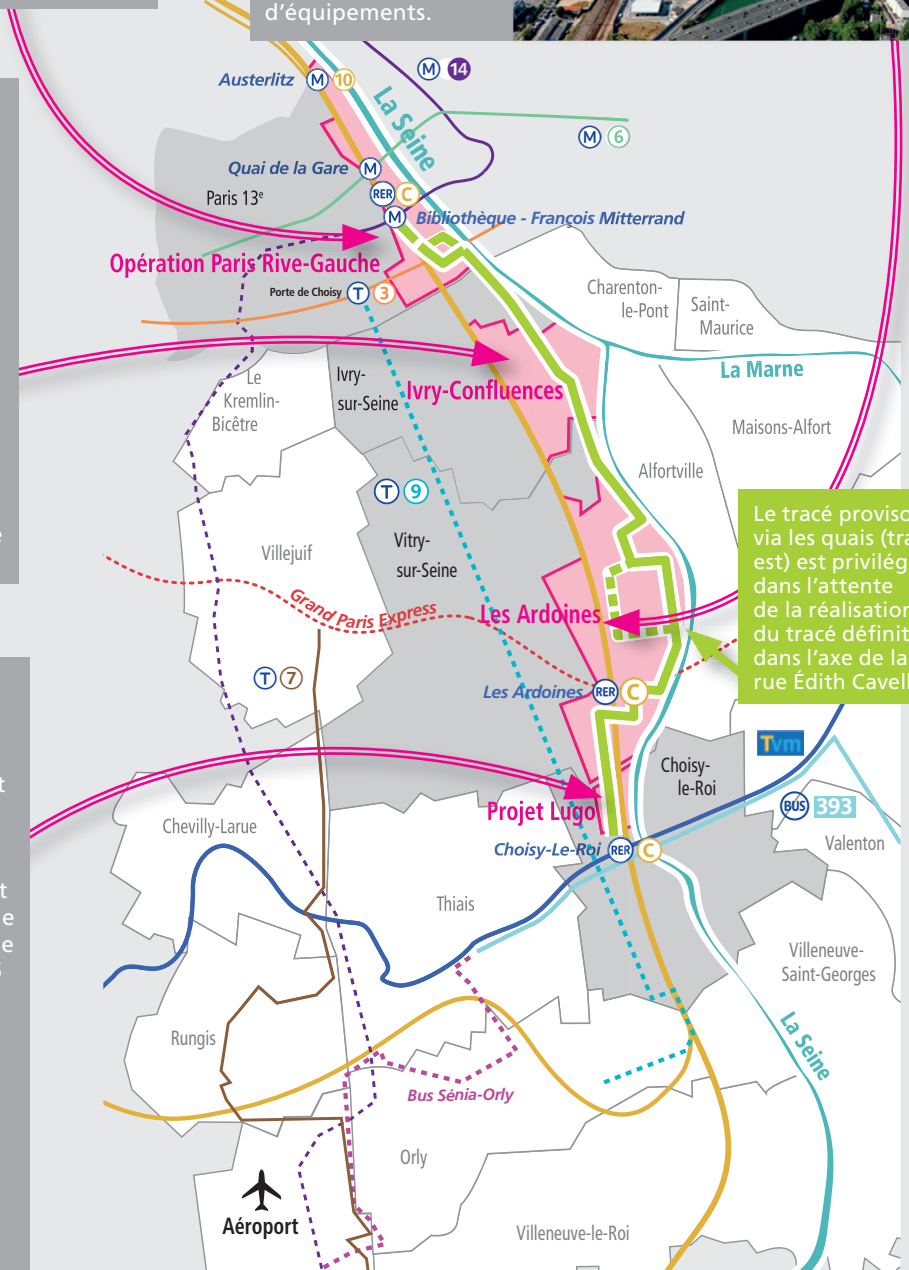 d'équipements.
Austerlitz M 10
M 14
La Seine
M 6
Quai de la Gare M
Paris 13e
RER C
M Bibliothèque - François Mitterrand
Opération Paris Rive-Gauche
Porte de Choisy T 3
Charenton-
le-Pont
Saint-
Maurice
La Marne
Le
Kremlin-
Bicêtre
Ivry-
sur-Seine
Ivry-Confluences
Maisons-Alfort
Alfortville
T 9
Vitry-
sur-Seine
Villejuif
Le tracé proviso
via les quais (tra
est) est privilég
dans l'attente
de la réalisation
du tracé définit
dans l'axe de la
rue Édith Cavell
Grand Paris Express
Les Ardoines
T 7
Les Ardoines RER C
Tvm
Choisy-
le-Roi
t
Projet Lugo
BUS 393
Chevilly-Larue
Valenton
Choisy-Le-Roi RER C
t
e
e
Thiais
Villeneuve-
Saint-Georges
Rungis
La Seine
Bus Sénia-Orly
Orly
Aéroport
Villeneuve-le-Roi